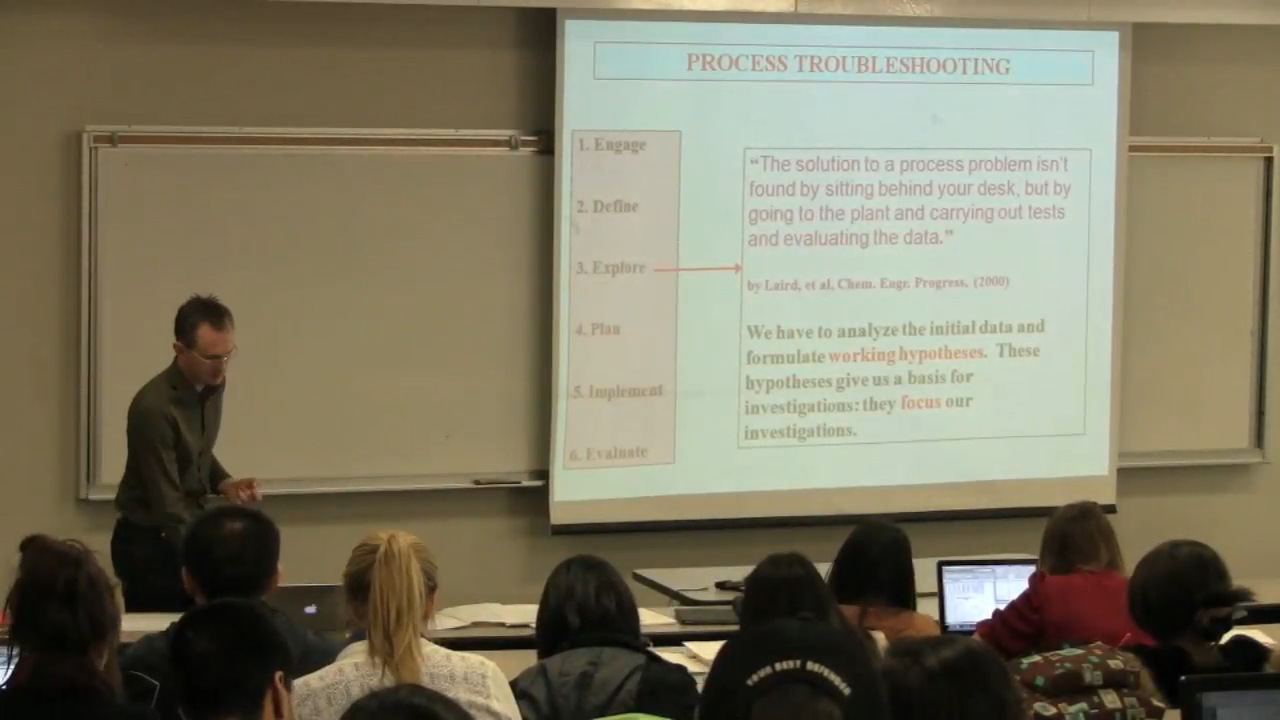 PROCESS TROUBLESHOOTING
1. Engage
2. Define
3. Explore
4. Plan
5. Implement
6. Evaluate
“The solution to a process problem isn’t
found by sitting behind your desk, but by
going to the plant and carrying out tests
and evaluating the data.”
by Laird, et al, Chem. Engr. Progress. (2000)
We have to analyze the initial data and
formulate working hypotheses. These
hypotheses give us a basis for
investigations: they focus our
investigations.
YOUR BEST DEFENDER